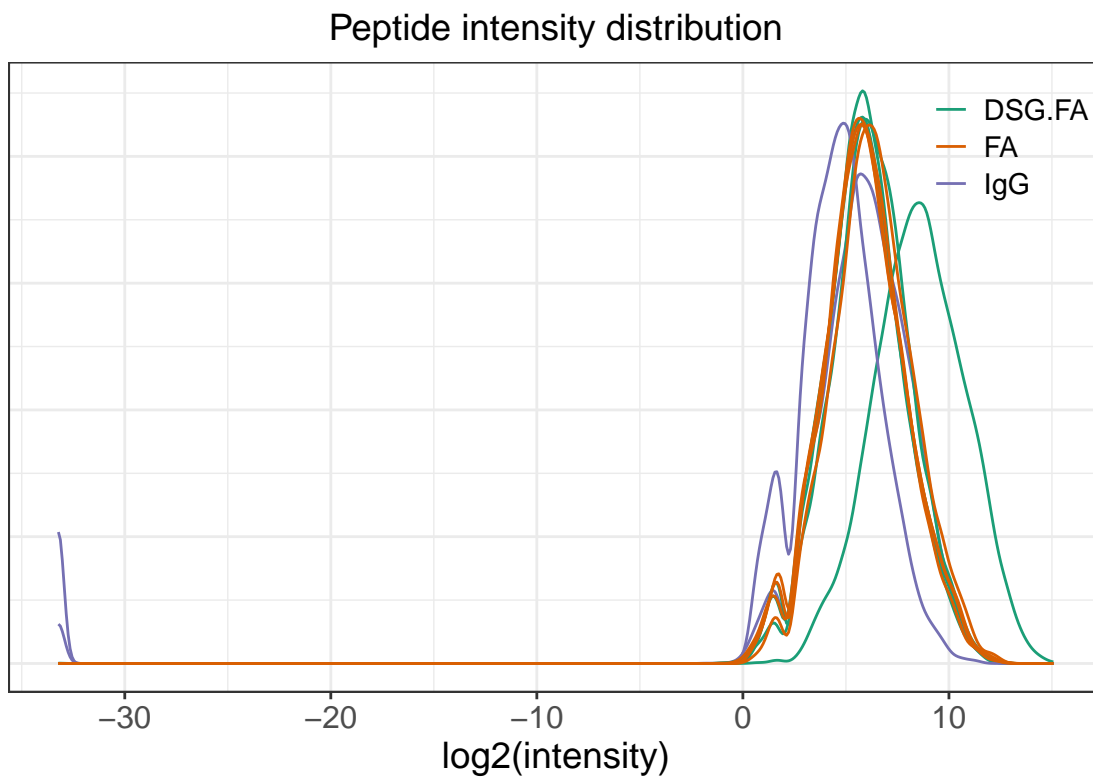 Peptide intensity distribution
DSG.FA
FA
IgG
−30 −20 −10 0 10
log2(intensity)